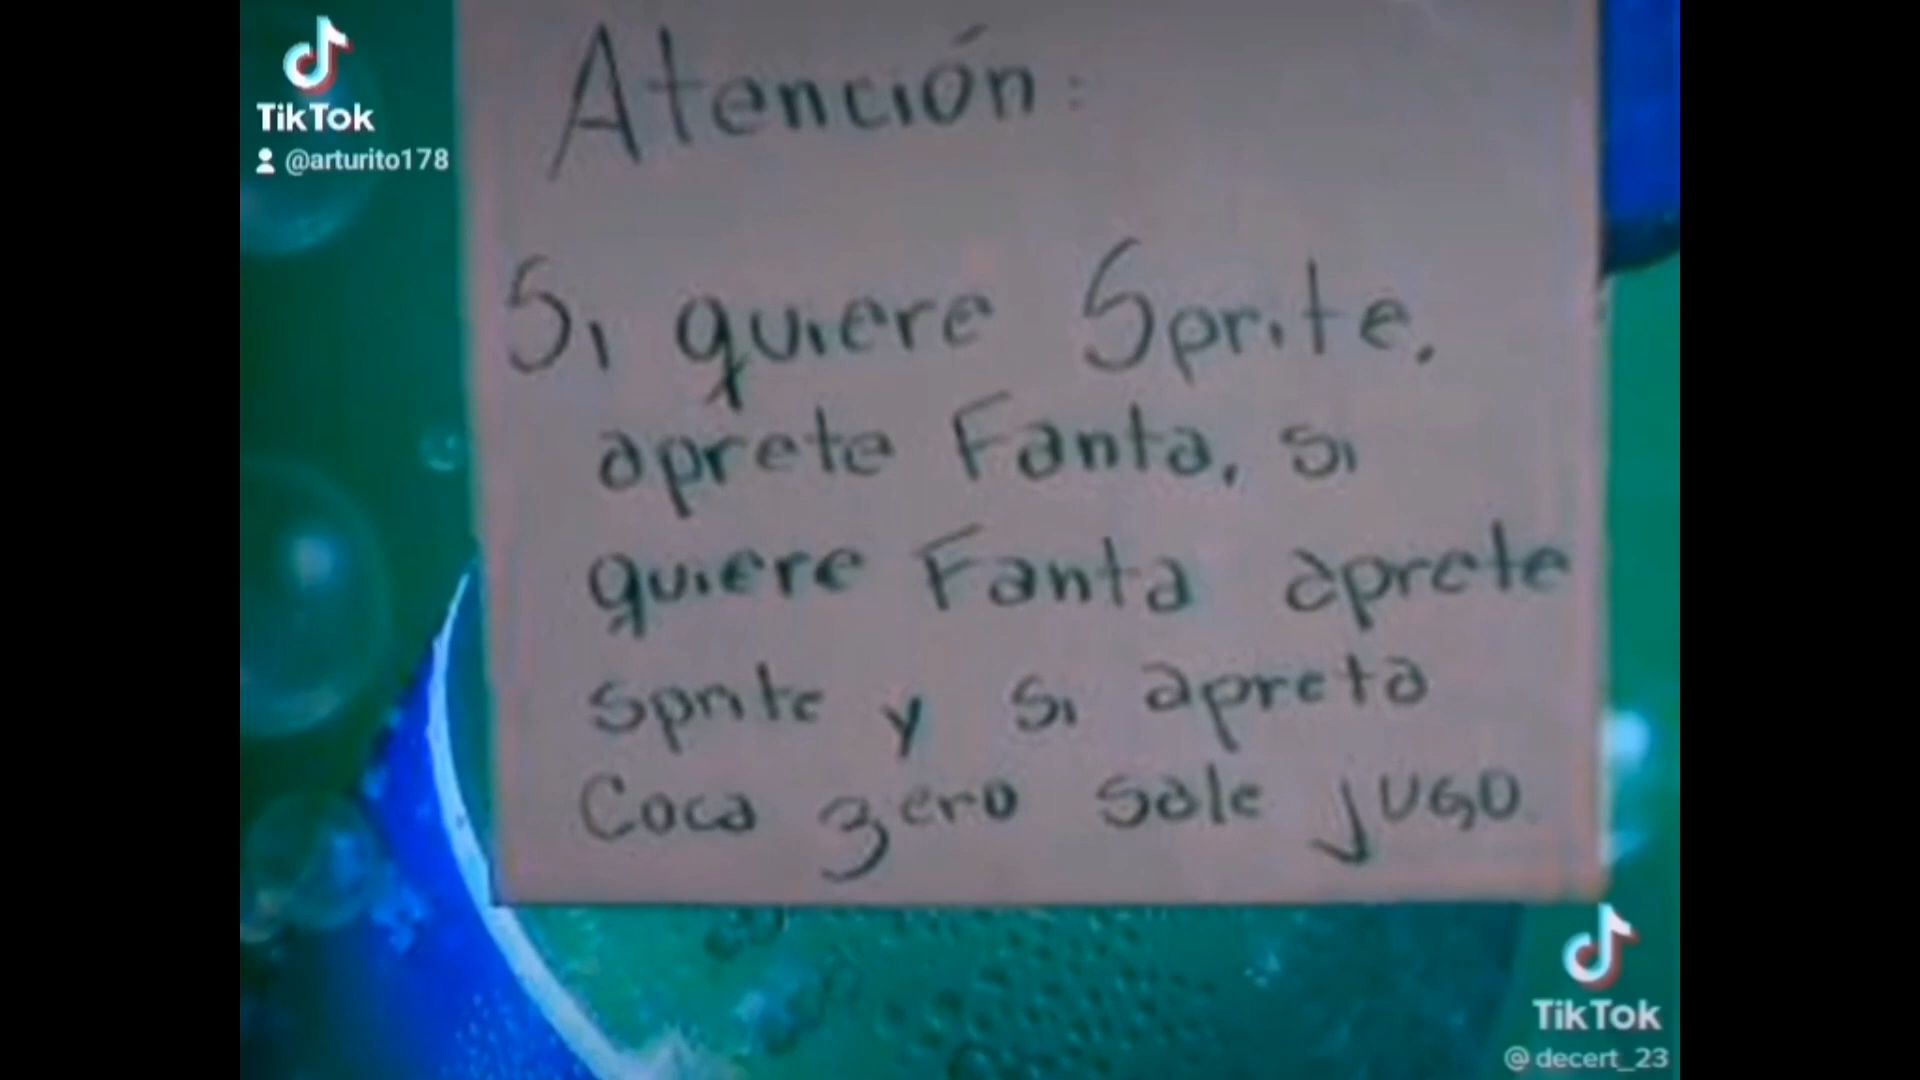 TikTok
@arturito178
Atención:
Si quiere Sprite.
aprete Fanta, si
quiere Fanta aprete
sprite y si apreta
Coca zero sale jugo
TikTok
@decert_23